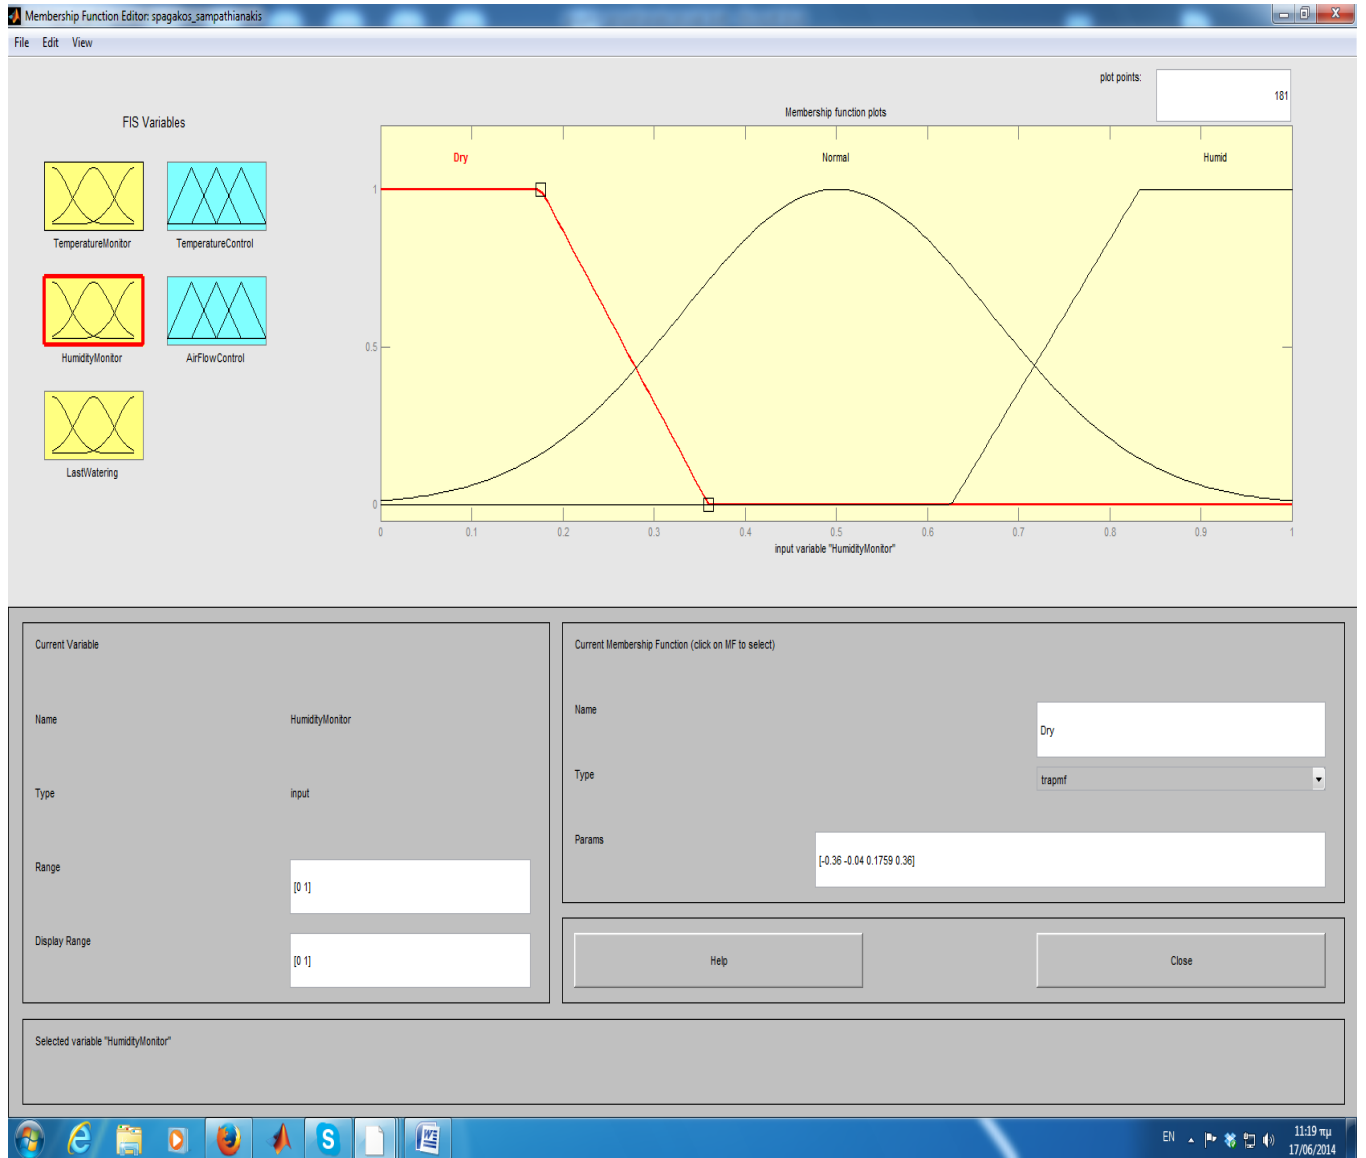 Membership Function Editor: spagakos_sampathianakis
File Edit View
plot points:
181
FIS Variables
Membership function plots
TemperatureMonitor
TemperatureControl
HumidityMonitor
AirFlowControl
LastWatering
Dry
Normal
Humid
1
0.5
0
0 0.1 0.2 0.3 0.4 0.5 0.6 0.7 0.8 0.9 1
input variable "HumidityMonitor"
Current Variable
Name HumidityMonitor
Type input
Range [0 1]
Display Range [0 1]
Current Membership Function (click on MF to select)
Name Dry
Type trapmf
Params [-0.36 -0.04 0.1759 0.36]
Help
Close
Selected variable "HumidityMonitor"
EN
11:19 πμ
17/06/2014